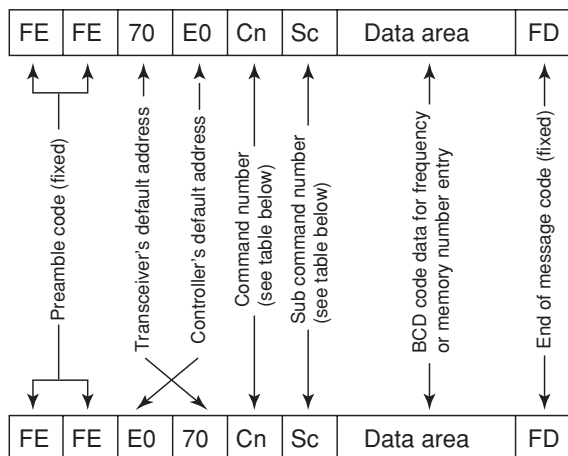 FE FE 70 E0 Cn Sc Data area FD
Preamble code (fixed)
Transceiver's default address
Controller's default address
Command number
(see table below)
Sub command number
(see table below)
BCD code data for frequency
or memory number entry
End of message code (fixed)
FE FE E0 70 Cn Sc Data area FD